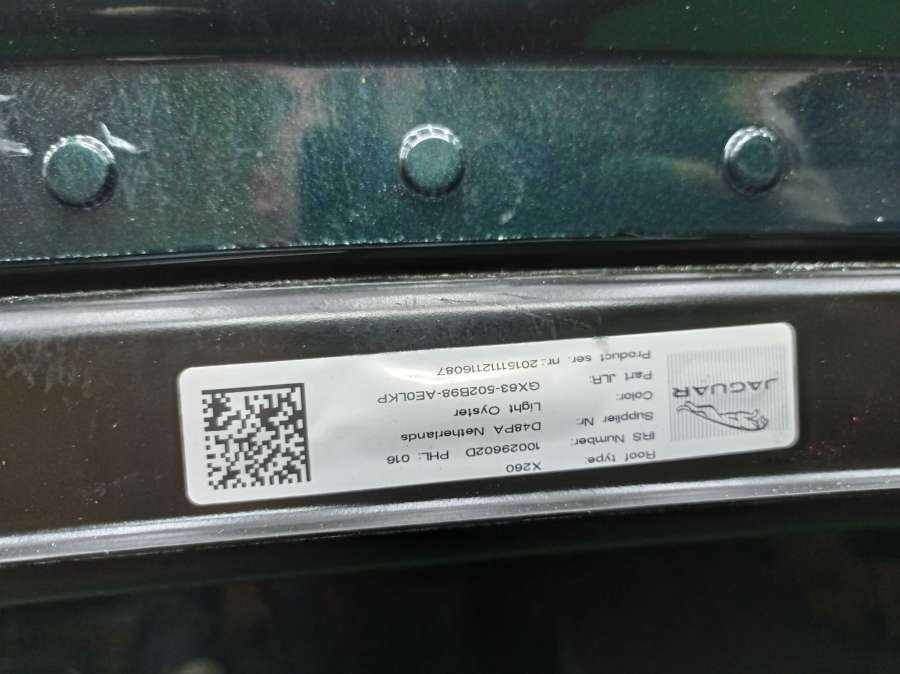 JAGUAR
Roof type: X260
IRS Number: 10029602D PHL: 016
Supplier Nr: D48PA Netherlands
Color: Light Oyster
Part JLR: GX63-502B98-AE0LKP
Product ser. nr.: 20151112116087